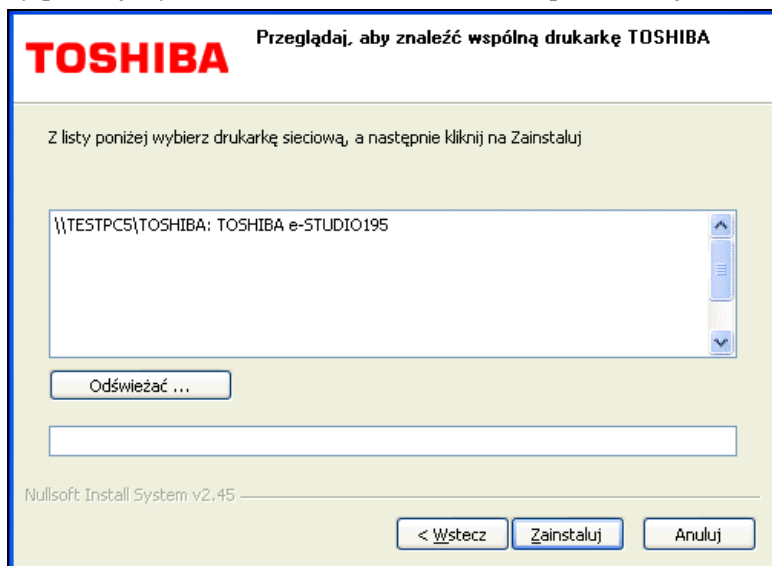 TOSHIBA
Przeglądaj, aby znaleźć wspólną drukarkę TOSHIBA
Z listy poniżej wybierz drukarkę sieciową, a następnie kliknij na Zainstaluj
\\TESTPC5\TOSHIBA: TOSHIBA e-STUDIO195
Odświeżać ...
Nullsoft Install System v2.45
< Wstecz
Zainstaluj
Anuluj